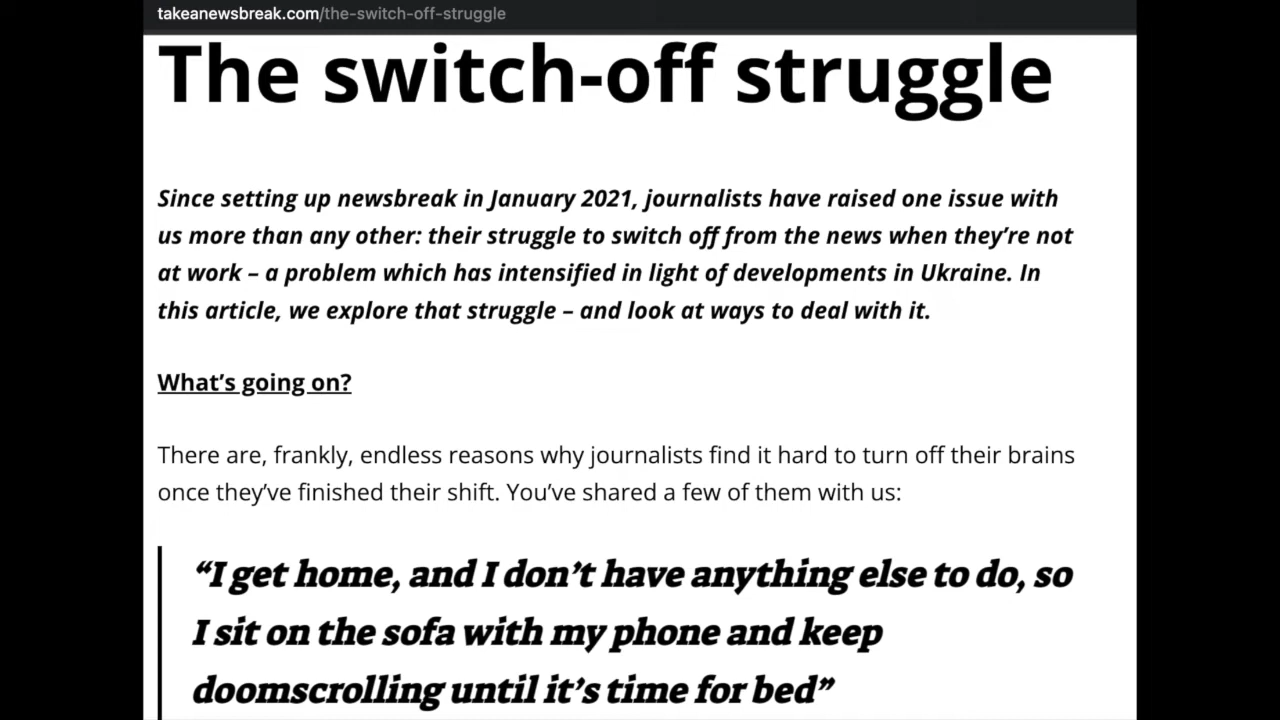 takeanewsbreak.com/the-switch-off-struggle
The switch-off struggle
Since setting up newsbreak in January 2021, journalists have raised one issue with
us more than any other: their struggle to switch off from the news when they’re not
at work – a problem which has intensified in light of developments in Ukraine. In
this article, we explore that struggle – and look at ways to deal with it.
What’s going on?
There are, frankly, endless reasons why journalists find it hard to turn off their brains
once they’ve finished their shift. You’ve shared a few of them with us:
“I get home, and I don’t have anything else to do, so
I sit on the sofa with my phone and keep
doomscrolling until it’s time for bed”